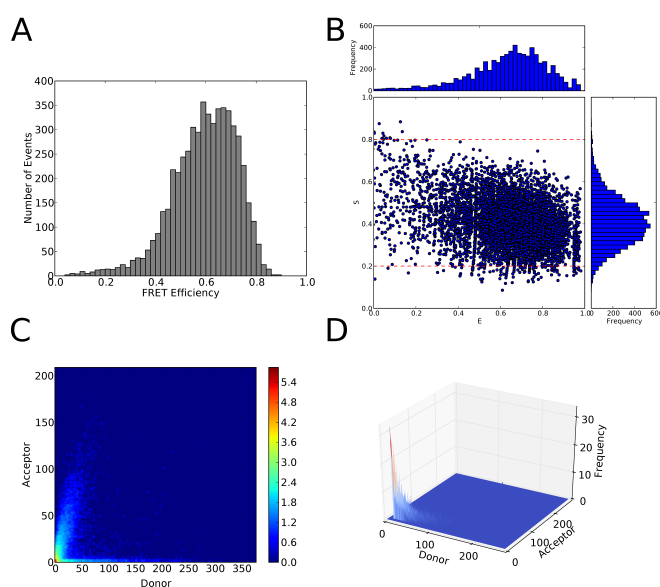 A
B
400
350
300
250
200
150
100
50
0
Number of Events
0.0 0.2 0.4 0.6 0.8 1.0
FRET Efficiency
600
400
200
0
Frequency
1.0
0.8
0.6
0.4
0.2
0.0
S
0.0 0.2 0.4 0.6 0.8 1.0
E
0 200 400 600
Frequency
C
D
200
150
100
50
0
Acceptor
0 50 100 150 200 250 300 350
Donor
5.4
4.8
4.2
3.6
3.0
2.4
1.8
1.2
0.6
0.0
30
20
10
0
Frequency
0 100 200
Donor
0 100 200
Acceptor